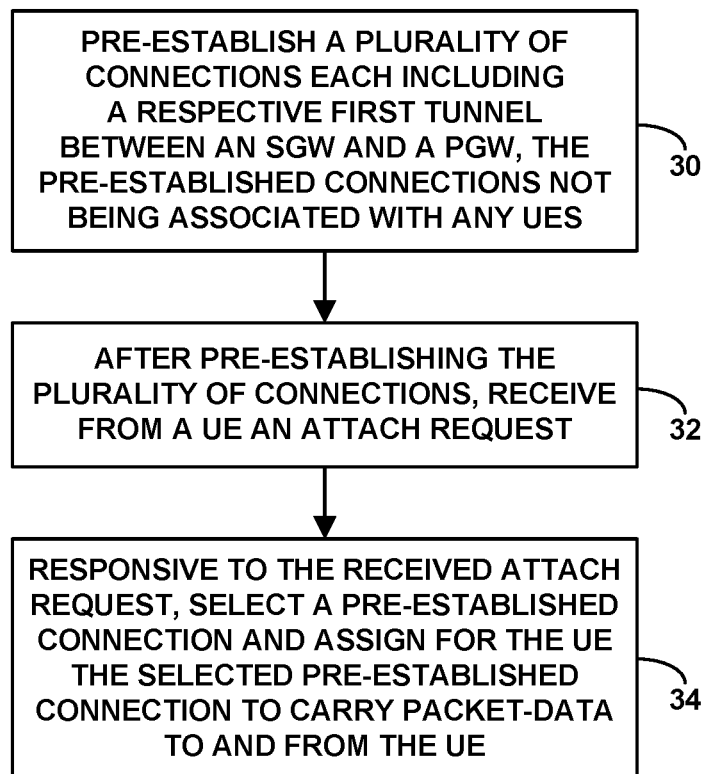 PRE-ESTABLISH A PLURALITY OF
CONNECTIONS EACH INCLUDING
A RESPECTIVE FIRST TUNNEL
BETWEEN AN SGW AND A PGW, THE
PRE-ESTABLISHED CONNECTIONS NOT
BEING ASSOCIATED WITH ANY UES
30
AFTER PRE-ESTABLISHING THE
PLURALITY OF CONNECTIONS, RECEIVE
FROM A UE AN ATTACH REQUEST
32
RESPONSIVE TO THE RECEIVED ATTACH
REQUEST, SELECT A PRE-ESTABLISHED
CONNECTION AND ASSIGN FOR THE UE
THE SELECTED PRE-ESTABLISHED
CONNECTION TO CARRY PACKET-DATA
TO AND FROM THE UE
34